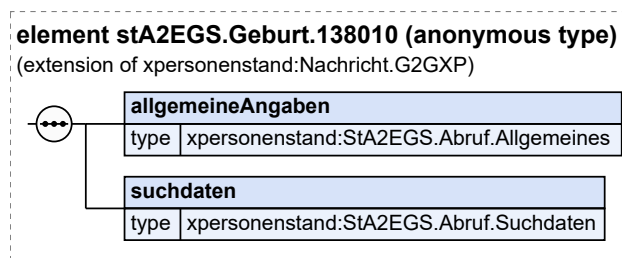 element stA2EGS.Geburt.138010 (anonymous type)
(extension of xpersonenstand:Nachricht.G2GXP)
allgemeineAngaben
type xpersonenstand:StA2EGS.Abruf.Allgemeines
suchdaten
type xpersonenstand:StA2EGS.Abruf.Suchdaten